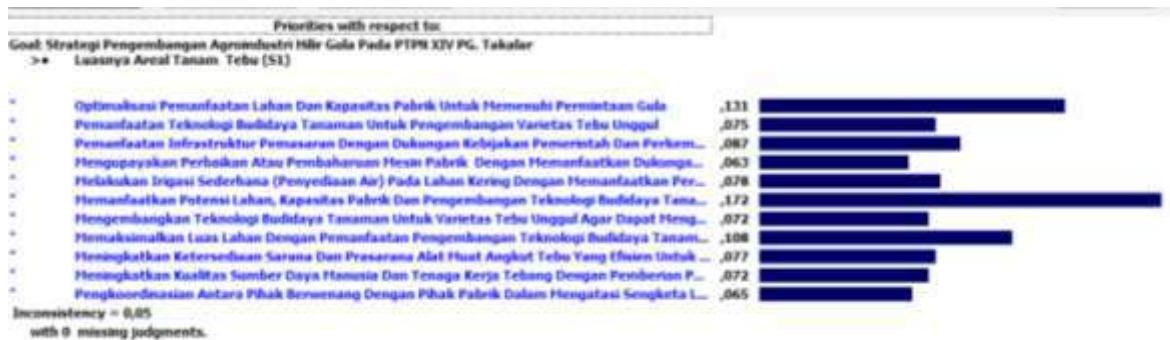 Priorities with respect to:
Goal: Strategi Pengembangan Agroindustri Hilir Gula Pada PTPN XIV PG. Takalar
>• Luasnya Areal Tanam Tebu (S1)
Optimalisasi Pemanfaatan Lahan Dan Kapasitas Pabrik Untuk Memenuhi Permintaan Gula ,131
Pemanfaatan Teknologi Budidaya Tanaman Untuk Pengembangan Varietas Tebu Unggul ,075
Pemanfaatan Infrastruktur Pemasaran Dengan Dukungan Kebijakan Pemerintah Dan Perkem... ,087
Mengupayakan Perbaikan Atau Pembaharuan Mesin Pabrik Dengan Memanfaatkan Dukunga... ,063
Melakukan Irigasi Sederhana (Penyediaan Air) Pada Lahan Kering Dengan Memanfaatkan Per... ,078
Memanfaatkan Potensi Lahan, Kapasitas Pabrik Dan Pengembangan Teknologi Budidaya Tana... ,172
Mengembangkan Teknologi Budidaya Tanaman Untuk Varietas Tebu Unggul Agar Dapat Meng... ,072
Memaksimalkan Luas Lahan Dengan Pemanfaatan Pengembangan Teknologi Budidaya Tanam... ,108
Meningkatkan Ketersediaan Sarana Dan Prasarana Alat Muat Angkut Tebu Yang Efisien Untuk ... ,077
Meningkatkan Kualitas Sumber Daya Manusia Dan Tenaga Kerja Tebang Dengan Pemberian P... ,072
Pengkoordinasian Antara Pihak Berwenang Dengan Pihak Pabrik Dalam Mengatasi Sengketa L... ,065
Inconsistency = 0,05
with 0 missing judgments.